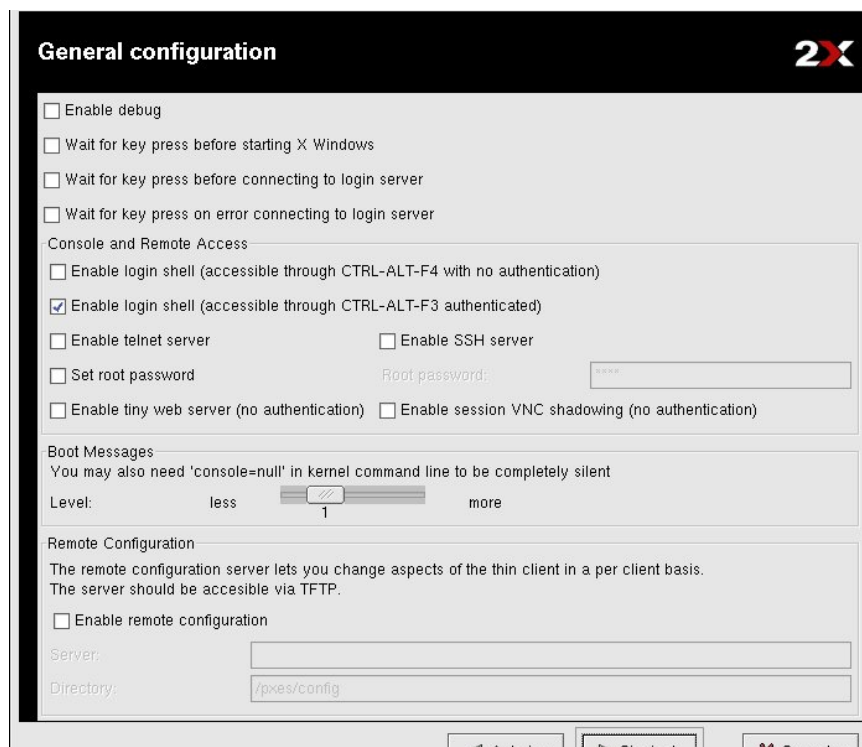 General configuration
2X
Enable debug
Wait for key press before starting X Windows
Wait for key press before connecting to login server
Wait for key press on error connecting to login server
Console and Remote Access
Enable login shell (accessible through CTRL-ALT-F4 with no authentication)
Enable login shell (accessible through CTRL-ALT-F3 authenticated)
Enable telnet server
Enable SSH server
Set root password
Root password:
****
Enable tiny web server (no authentication)
Enable session VNC shadowing (no authentication)
Boot Messages
You may also need 'console=null' in kernel command line to be completely silent
Level:
less
1
more
Remote Configuration
The remote configuration server lets you change aspects of the thin client in a per client basis.
The server should be accesible via TFTP.
Enable remote configuration
Server:
Directory:
/pxes/config